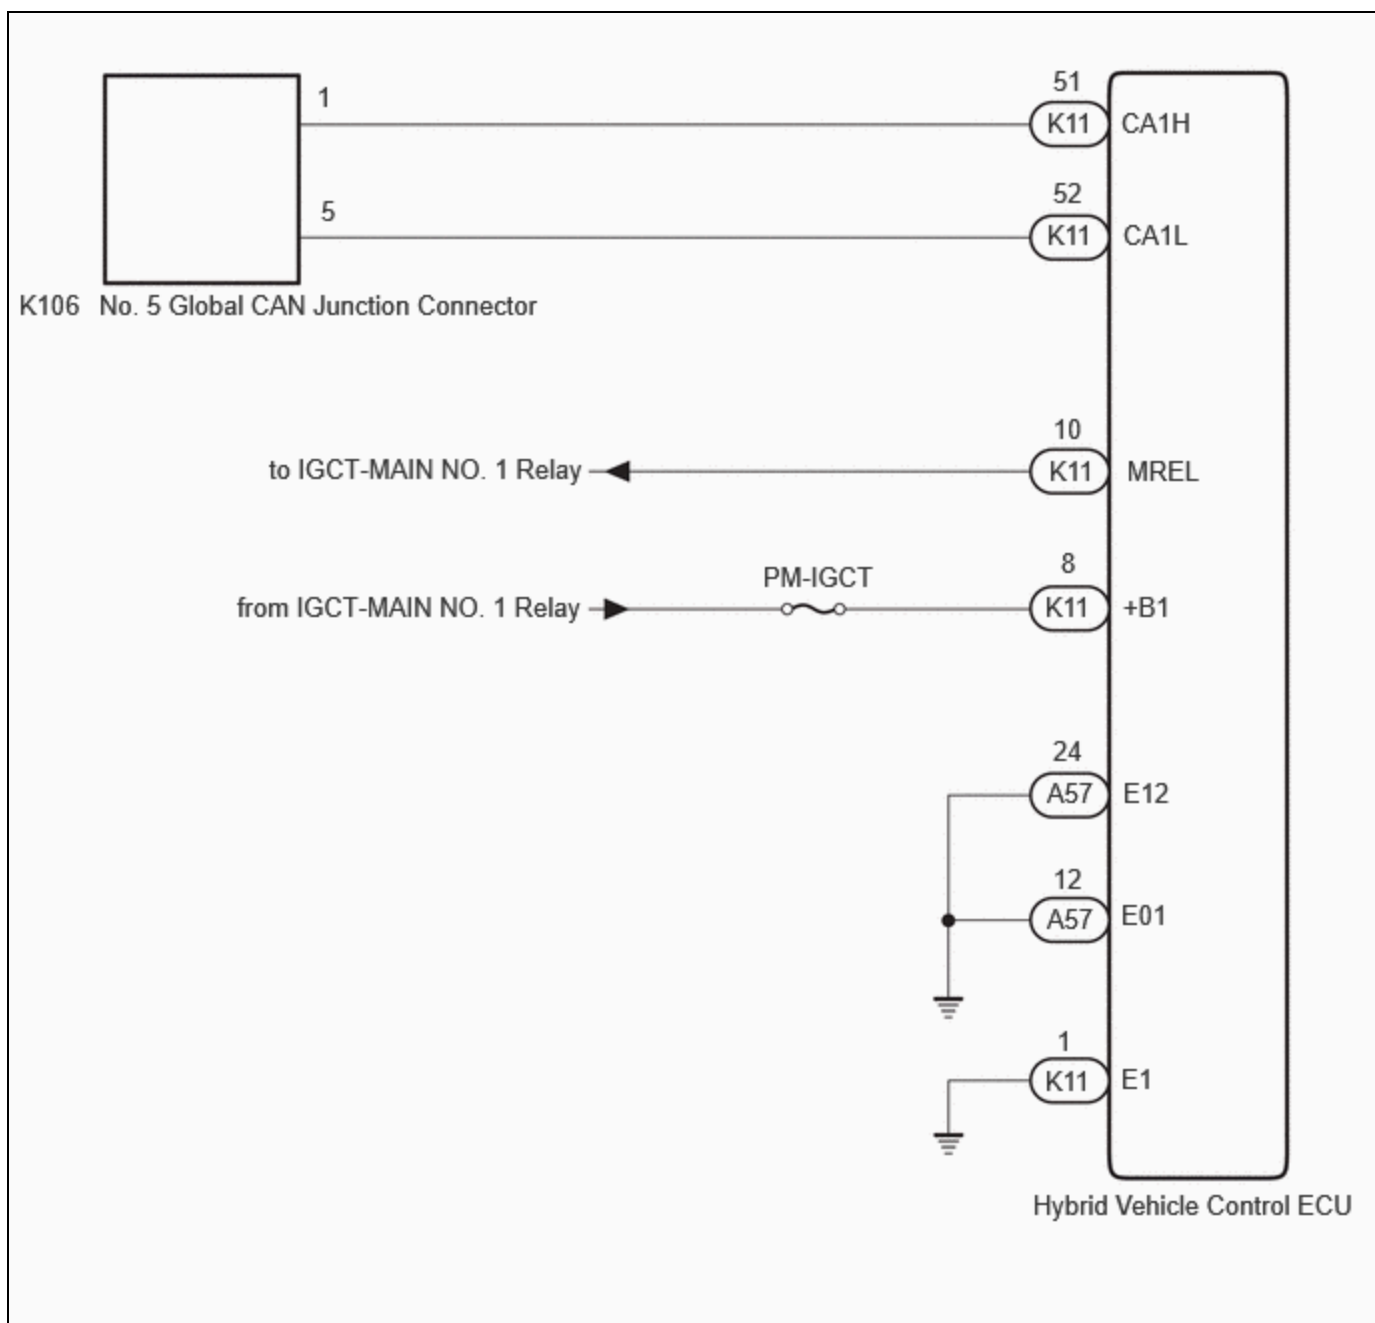 51
1
K11 CA1H
52
5
K11 CA1L
K106 No. 5 Global CAN Junction Connector
10
to IGCT-MAIN NO. 1 Relay K11 MREL
8
PM-IGCT
from IGCT-MAIN NO. 1 Relay K11 +B1
24
A57 E12
12
A57 E01
1
K11 E1
Hybrid Vehicle Control ECU